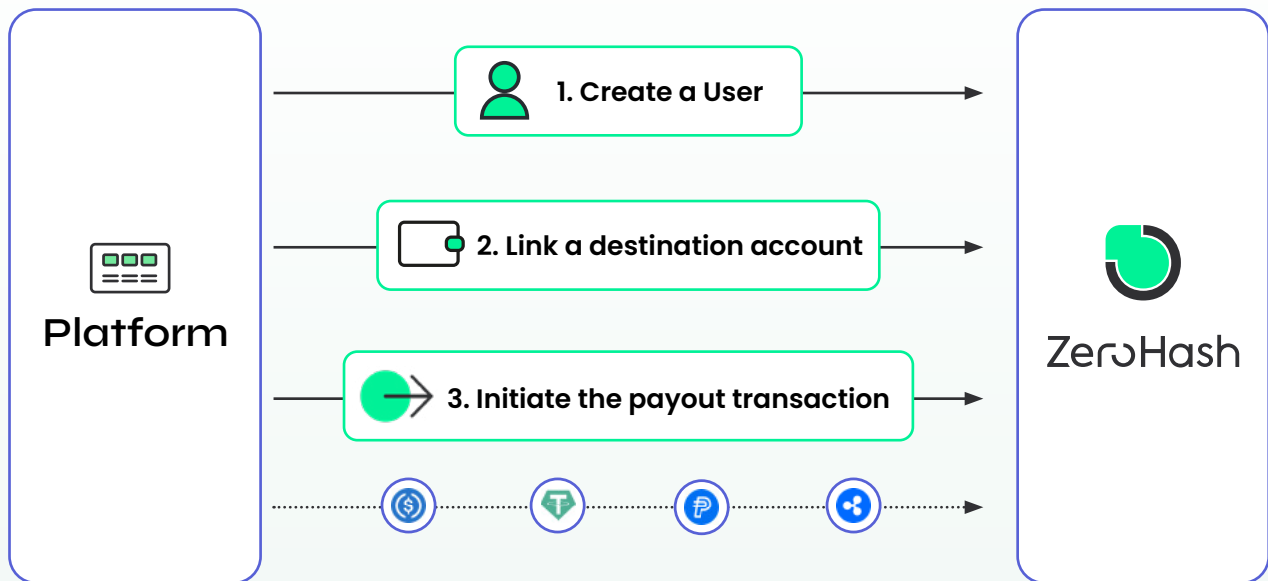 1. Create a User
2. Link a destination account
Platform
ZeroHash
3. Initiate the payout transaction